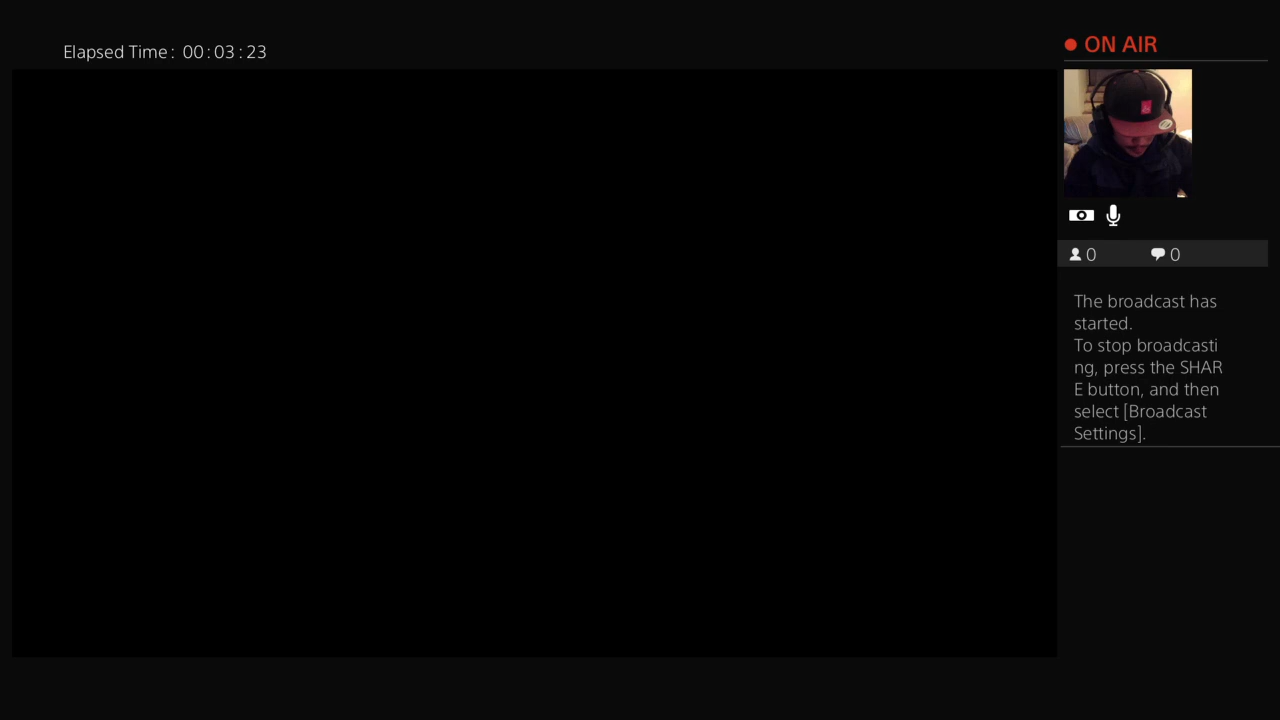 Elapsed Time: 00:03:23
ON AIR
0 0
The broadcast has
started.
To stop broadcasti
ng, press the SHAR
E button, and then
select [Broadcast
Settings].